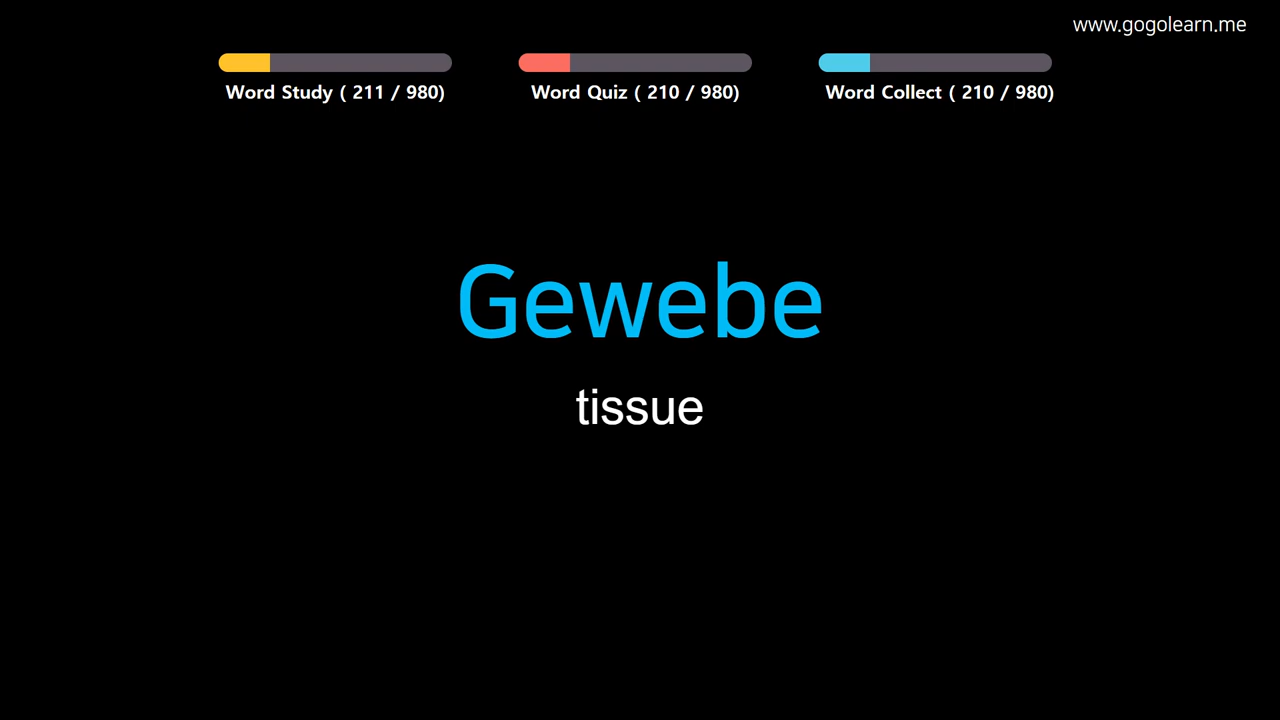 www.gogolearn.me
Word Study ( 211 / 980)
Word Quiz ( 210 / 980)
Word Collect ( 210 / 980)
Gewebe
tissue